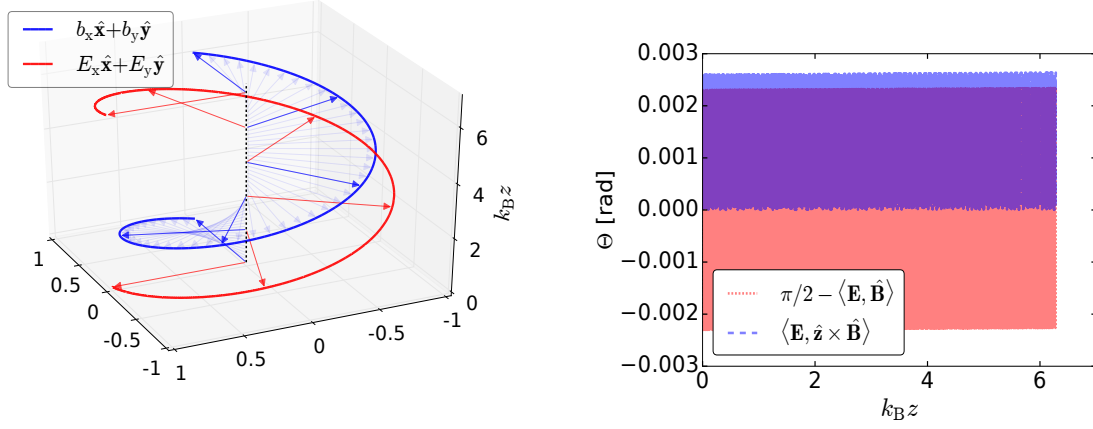 b_x x̂+b_y ŷ
E_x x̂+E_y ŷ
6
4
2
0
k_B z
1
0.5
0
-0.5
-1
1
0.5
0
-0.5
-1
0.003
0.002
0.001
0.000
−0.001
−0.002
−0.003
Θ [rad]
π/2 − ⟨E, B̂⟩
⟨E, ẑ × B̂⟩
0 2 4 6
k_B z